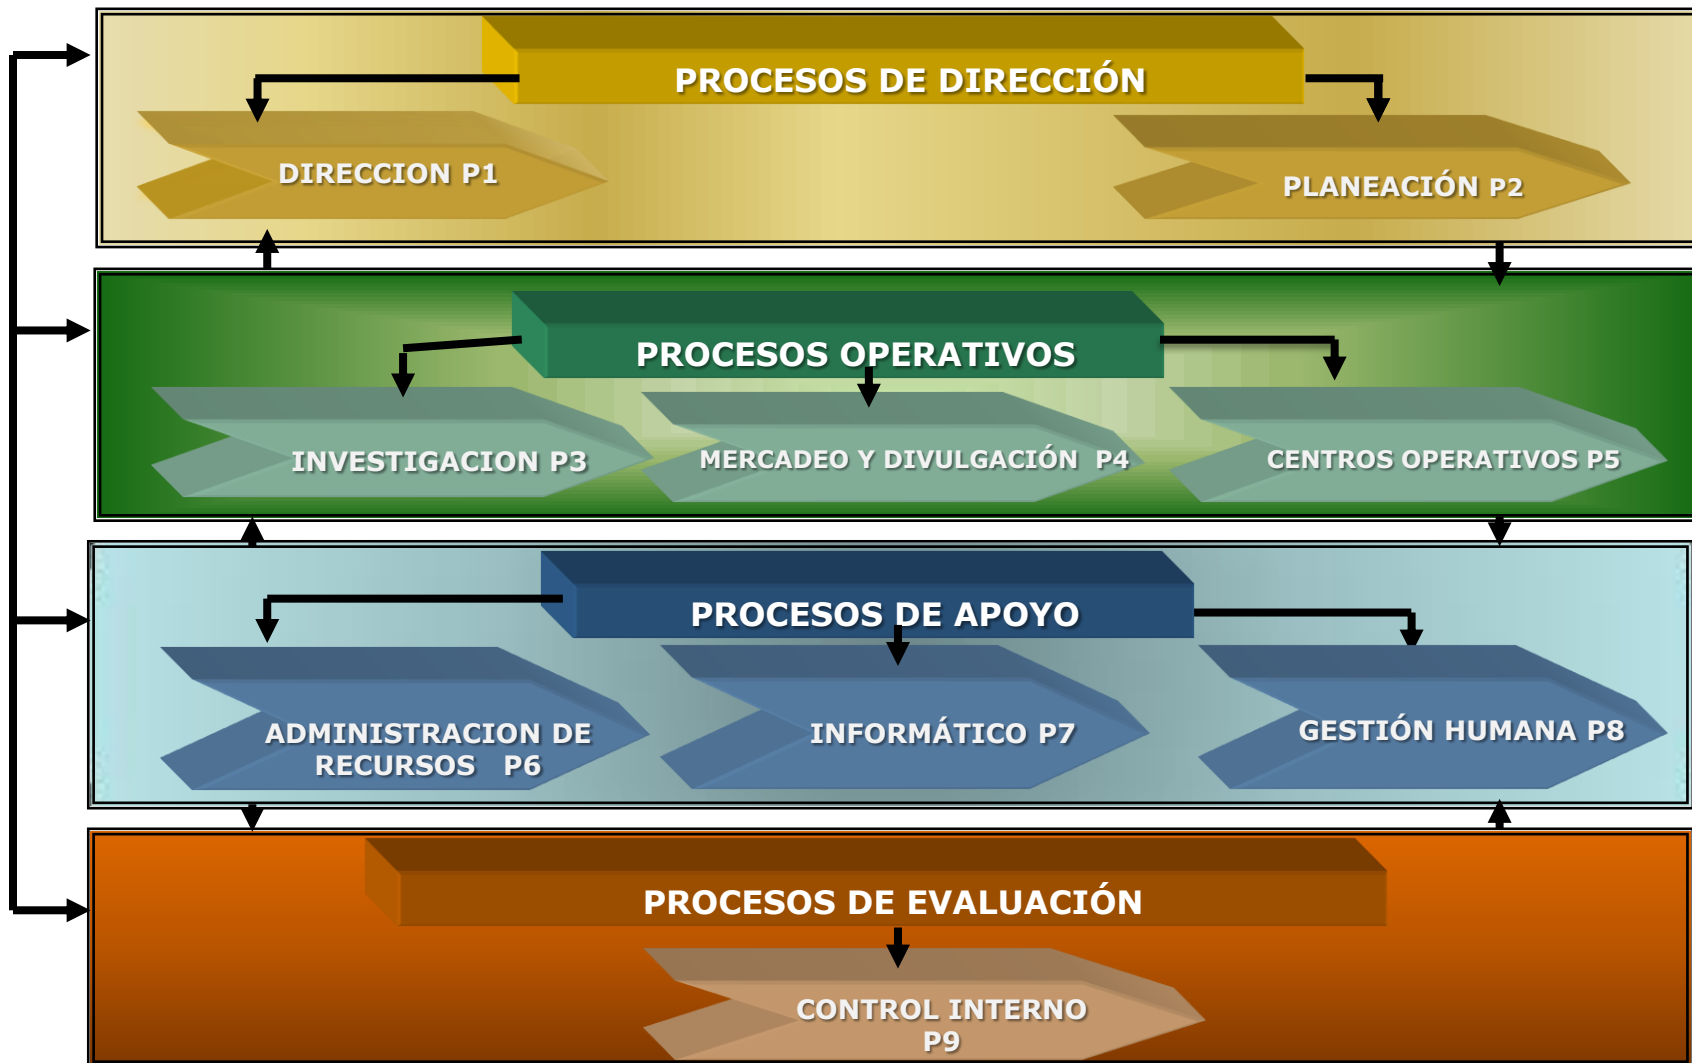 PROCESOS DE DIRECCIÓN
DIRECCION P1
PLANEACIÓN P2
PROCESOS OPERATIVOS
INVESTIGACION P3
MERCADEO Y DIVULGACIÓN P4
CENTROS OPERATIVOS P5
PROCESOS DE APOYO
ADMINISTRACION DE
RECURSOS P6
INFORMÁTICO P7
GESTIÓN HUMANA P8
PROCESOS DE EVALUACIÓN
CONTROL INTERNO
P9